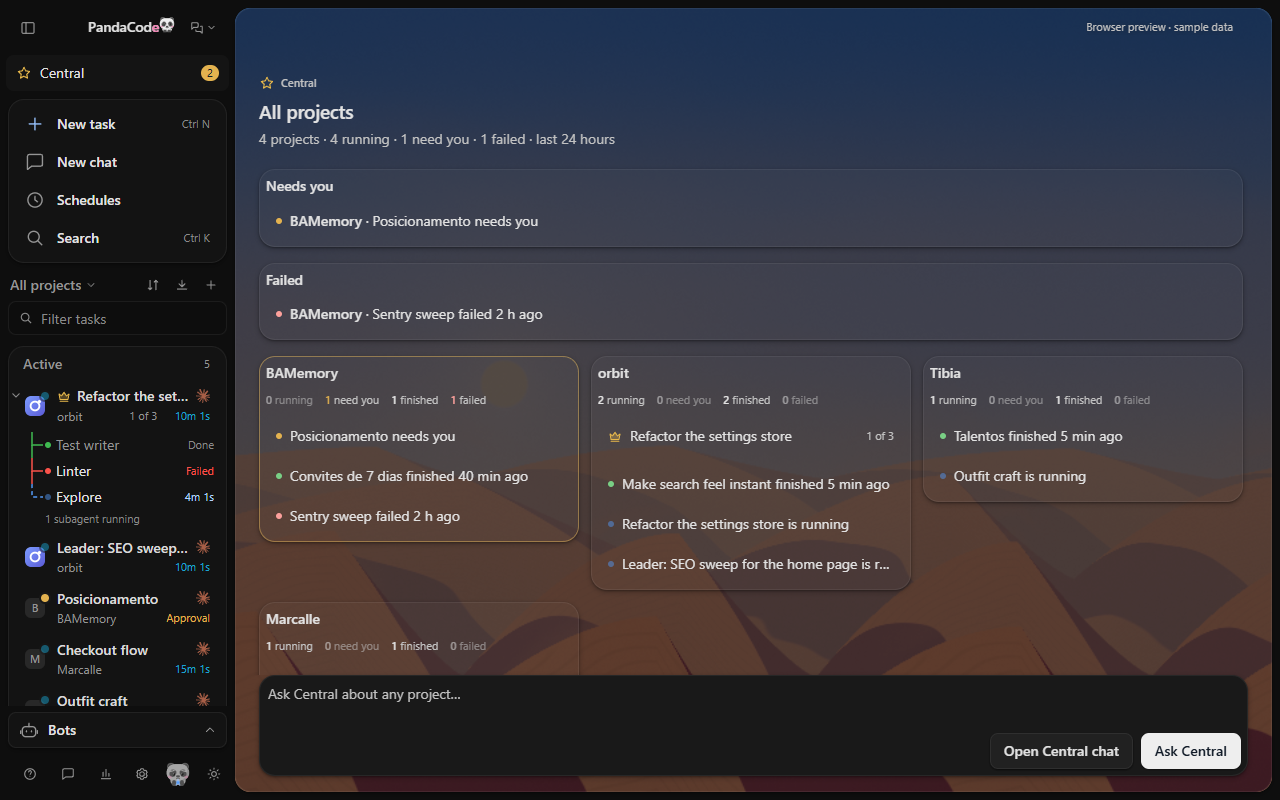 PandaCode
Central 2
New task Ctrl N
New chat
Schedules
Search Ctrl K
All projects
Filter tasks
Active 5
Refactor the set...
orbit 1 of 3 10m 1s
Test writer Done
Linter Failed
Explore 4m 1s
1 subagent running
Leader: SEO sweep...
orbit 10m 1s
B Posicionamento
BAMemory Approval
M Checkout flow
Marcalle 15m 1s
Outfit craft
Bots
Browser preview · sample data
Central
All projects
4 projects · 4 running · 1 need you · 1 failed · last 24 hours
Needs you
BAMemory · Posicionamento needs you
Failed
BAMemory · Sentry sweep failed 2 h ago
BAMemory
0 running 1 need you 1 finished 1 failed
Posicionamento needs you
Convites de 7 dias finished 40 min ago
Sentry sweep failed 2 h ago
orbit
2 running 0 need you 2 finished 0 failed
Refactor the settings store 1 of 3
Make search feel instant finished 5 min ago
Refactor the settings store is running
Leader: SEO sweep for the home page is r...
Tibia
1 running 0 need you 1 finished 0 failed
Talentos finished 5 min ago
Outfit craft is running
Marcalle
1 running 0 need you 1 finished 0 failed
Ask Central about any project...
Open Central chat Ask Central